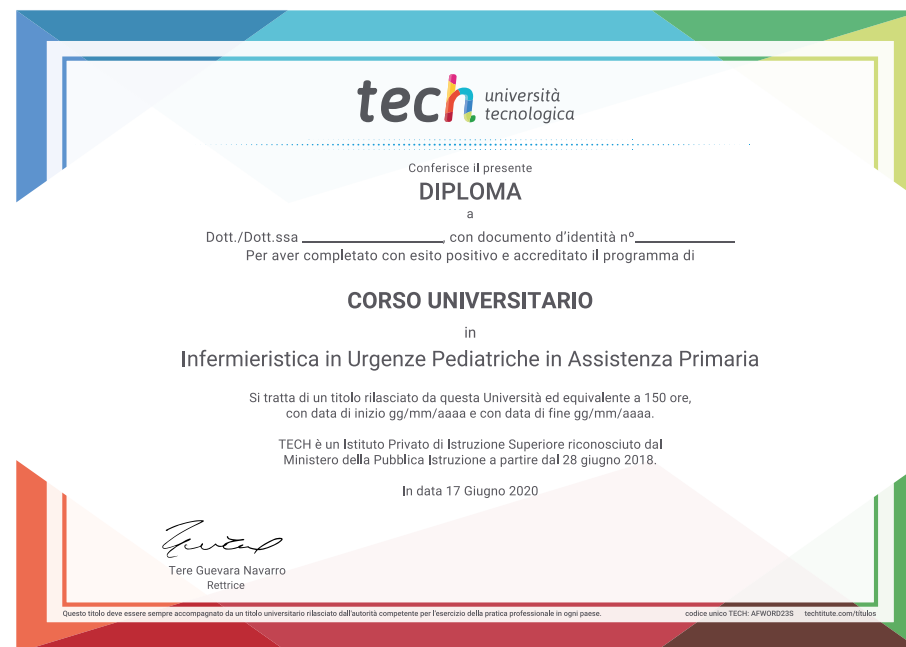 tech università
tecnologica
Conferisce il presente
DIPLOMA
a
Dott./Dott.ssa ________________, con documento d'identità nº____________
Per aver completato con esito positivo e accreditato il programma di
CORSO UNIVERSITARIO
in
Infermieristica in Urgenze Pediatriche in Assistenza Primaria
Si tratta di un titolo rilasciato da questa Università ed equivalente a 150 ore,
con data di inizio gg/mm/aaaa e con data di fine gg/mm/aaaa.
TECH è un Istituto Privato di Istruzione Superiore riconosciuto dal
Ministero della Pubblica Istruzione a partire dal 28 giugno 2018.
In data 17 Giugno 2020
Tere Guevara Navarro
Rettrice
Questo titolo deve essere sempre accompagnato da un titolo universitario rilasciato dall'autorità competente per l'esercizio della pratica professionale in ogni paese. codice unico TECH: AFWORD23S techtitute.com/títulos